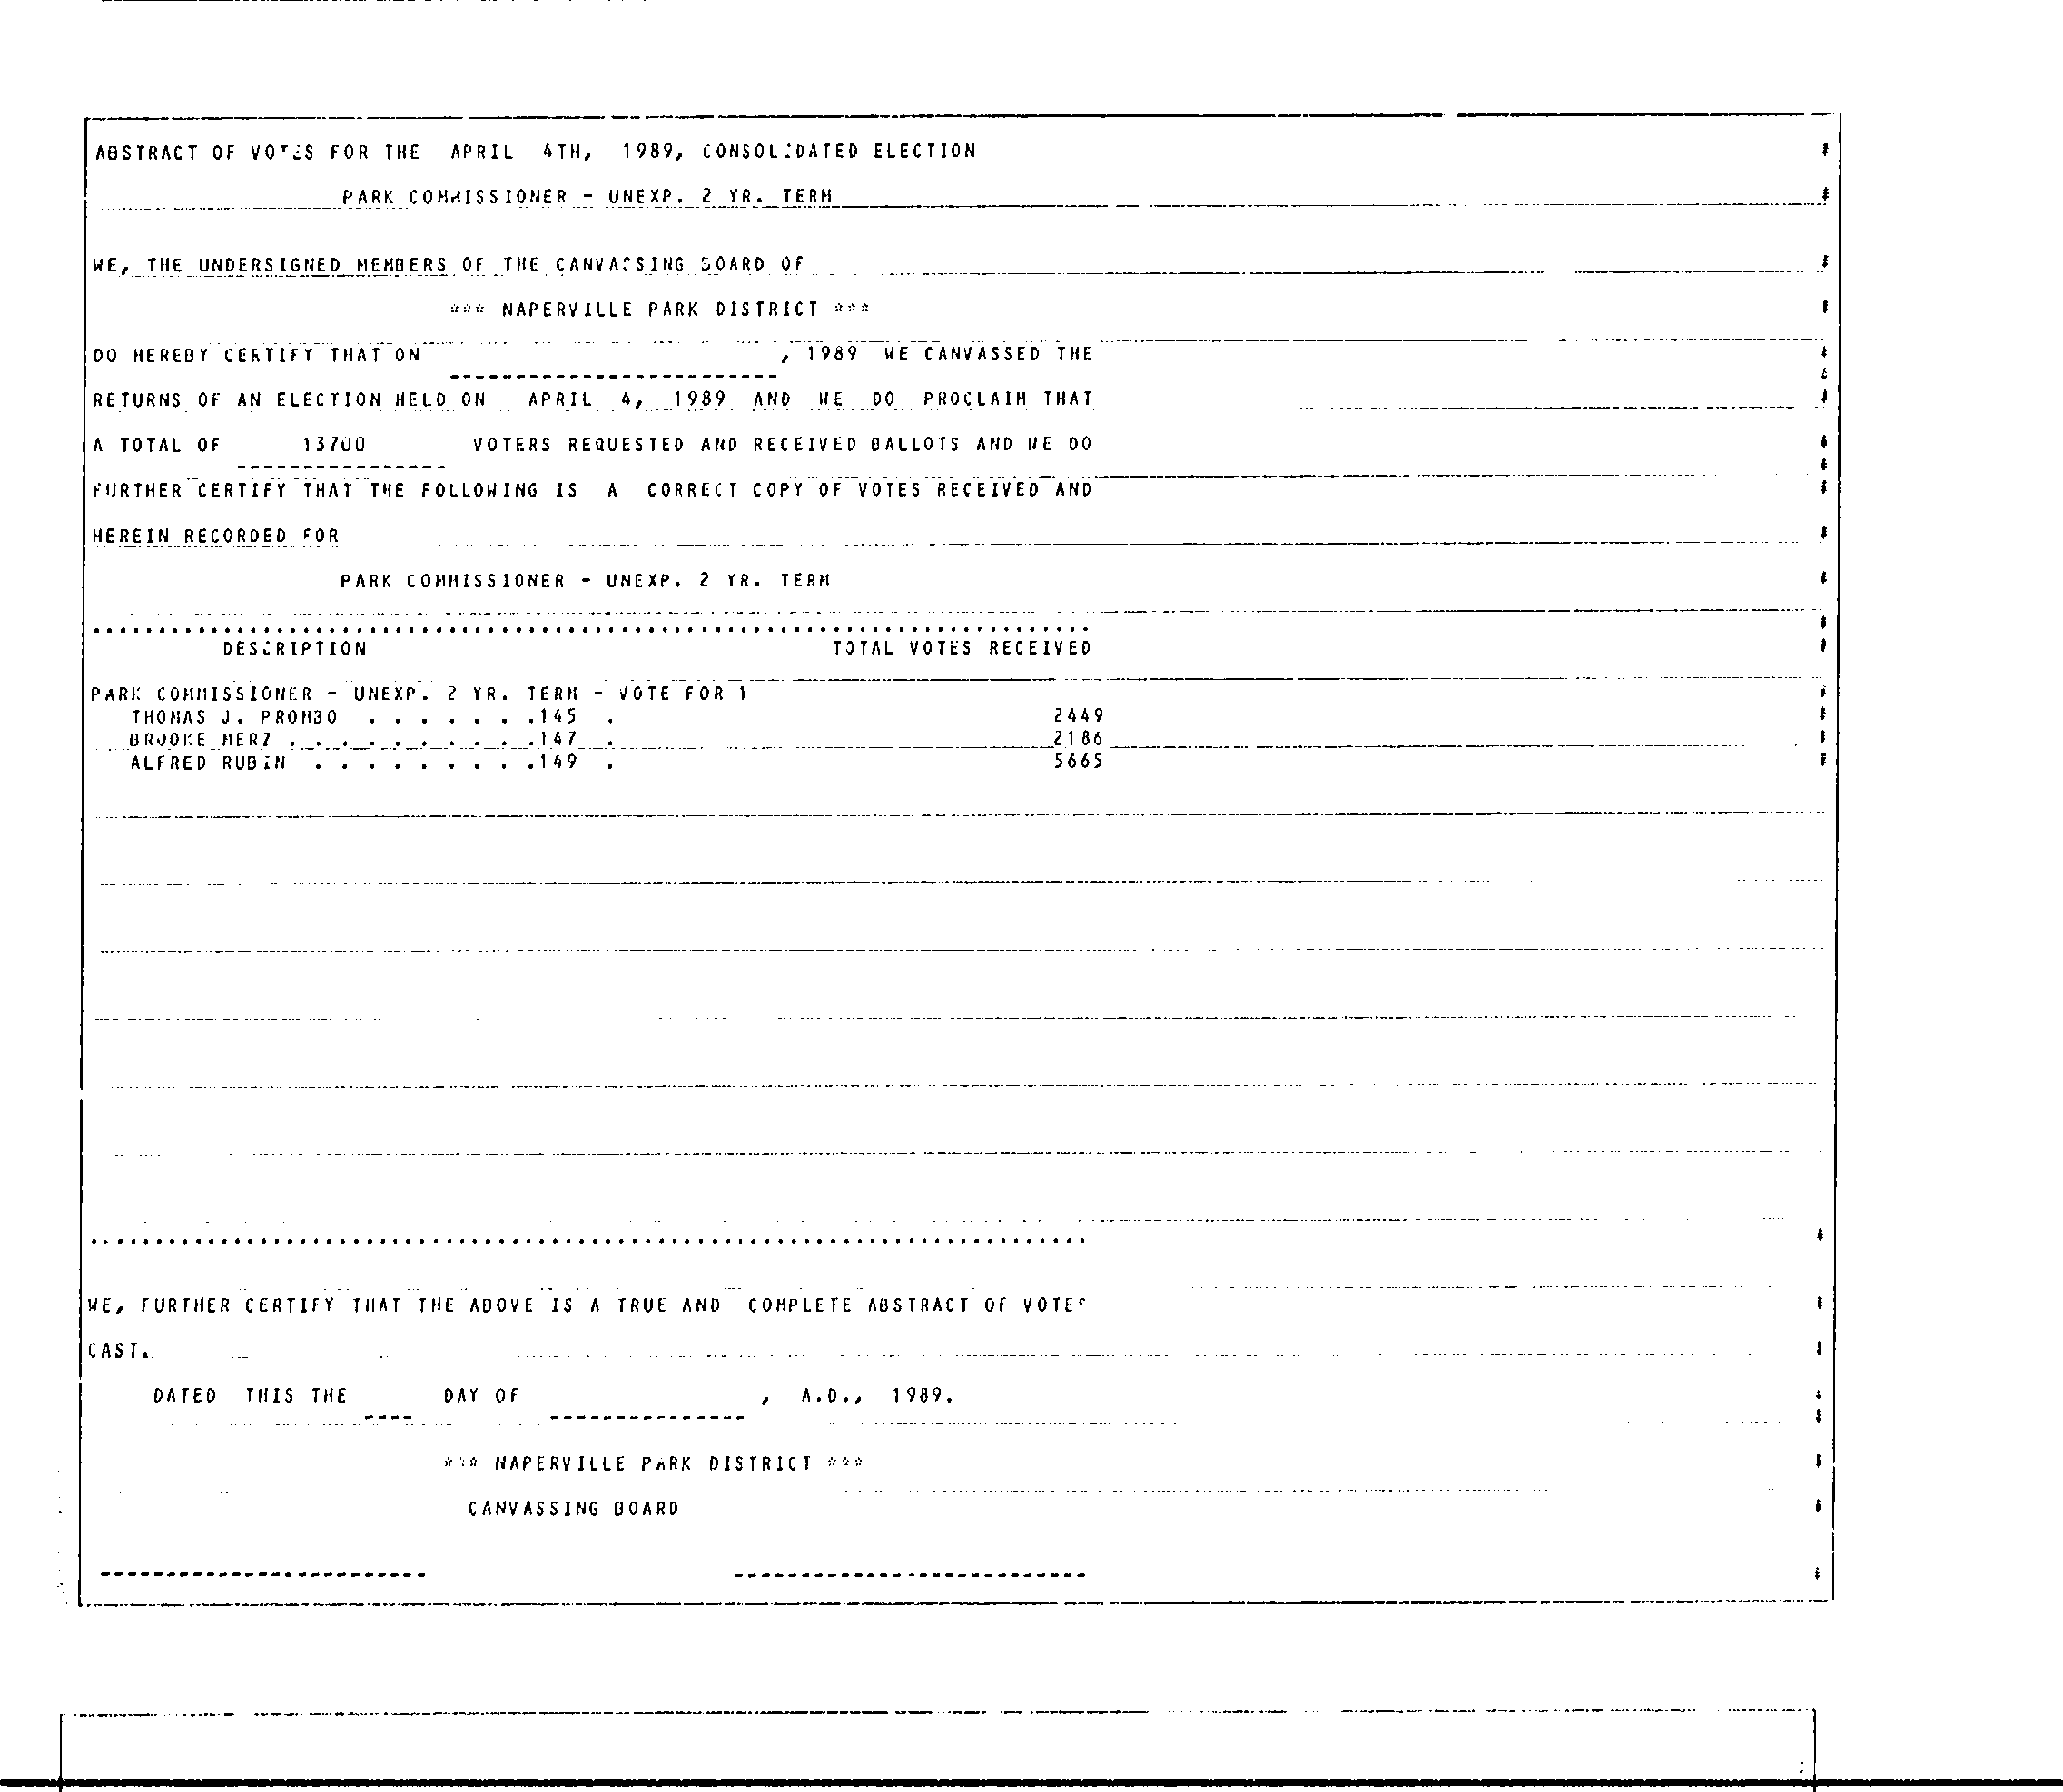 ABSTRACT OF VOTES FOR THE APRIL 4TH, 1989, CONSOLIDATED ELECTION
PARK COMMISSIONER - UNEXP. 2 YR. TERM
WE, THE UNDERSIGNED MEMBERS OF THE CANVASSING BOARD OF
*** NAPERVILLE PARK DISTRICT ***
DO HEREBY CERTIFY THAT ON , 1989 WE CANVASSED THE
RETURNS OF AN ELECTION HELD ON APRIL 4, 1989 AND WE DO PROCLAIM THAT
A TOTAL OF 13700 VOTERS REQUESTED AND RECEIVED BALLOTS AND WE DO
FURTHER CERTIFY THAT THE FOLLOWING IS A CORRECT COPY OF VOTES RECEIVED AND
HEREIN RECORDED FOR
PARK COMMISSIONER - UNEXP. 2 YR. TERM
DESCRIPTION TOTAL VOTES RECEIVED
PARK COMMISSIONER - UNEXP. 2 YR. TERM - VOTE FOR 1
THOMAS J. PROMBO . . . . . . .145 . 2449
BROOKE MERZ . . . . . . . . . .147 . 2186
ALFRED RUBIN . . . . . . . . .149 . 5665
WE, FURTHER CERTIFY THAT THE ABOVE IS A TRUE AND COMPLETE ABSTRACT OF VOTES
CAST.
DATED THIS THE DAY OF , A.D., 1989.
*** NAPERVILLE PARK DISTRICT ***
CANVASSING BOARD